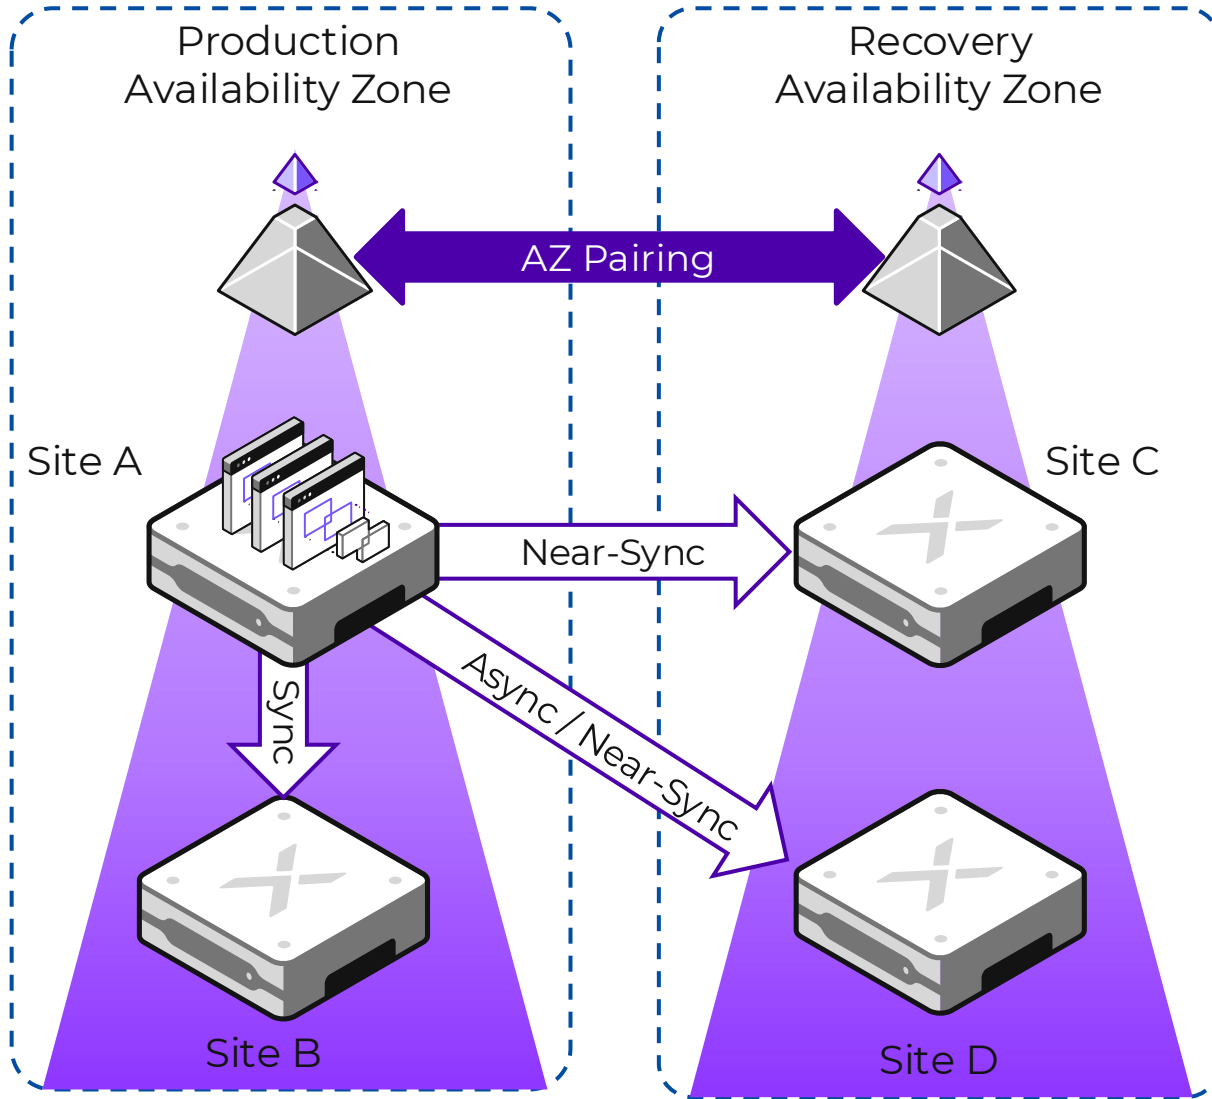 Production
Availability Zone
Recovery
Availability Zone
AZ Pairing
Site A
Site C
Near-Sync
Sync
Async / Near-Sync
Site B
Site D